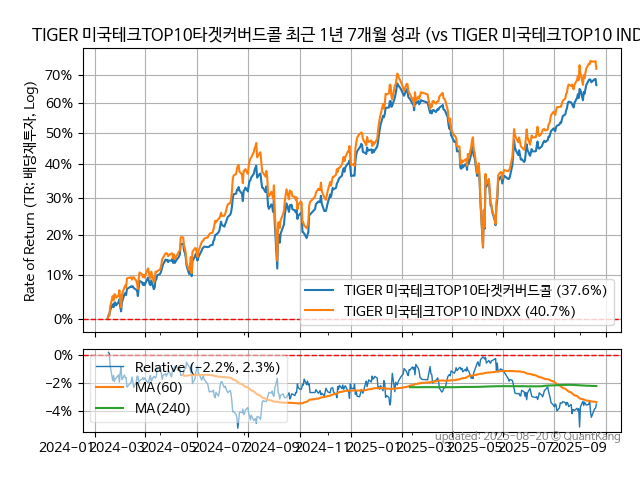 TIGER 미국테크TOP10타겟커버드콜 최근 1년 7개월 성과 (vs TIGER 미국테크TOP10 IND
Rate of Return (TR: 배당재투자, Log)
70%
60%
50%
40%
30%
20%
10%
0%
TIGER 미국테크TOP10타겟커버드콜 (37.6%)
TIGER 미국테크TOP10 INDXX (40.7%)
0%
−2%
−4%
Relative (−2.2%, 2.3%)
MA(60)
MA(240)
updated: 2025-08-20 © QuantKang
2024-01 2024-03 2024-05 2024-07 2024-09 2024-11 2025-01 2025-03 2025-05 2025-07 2025-09